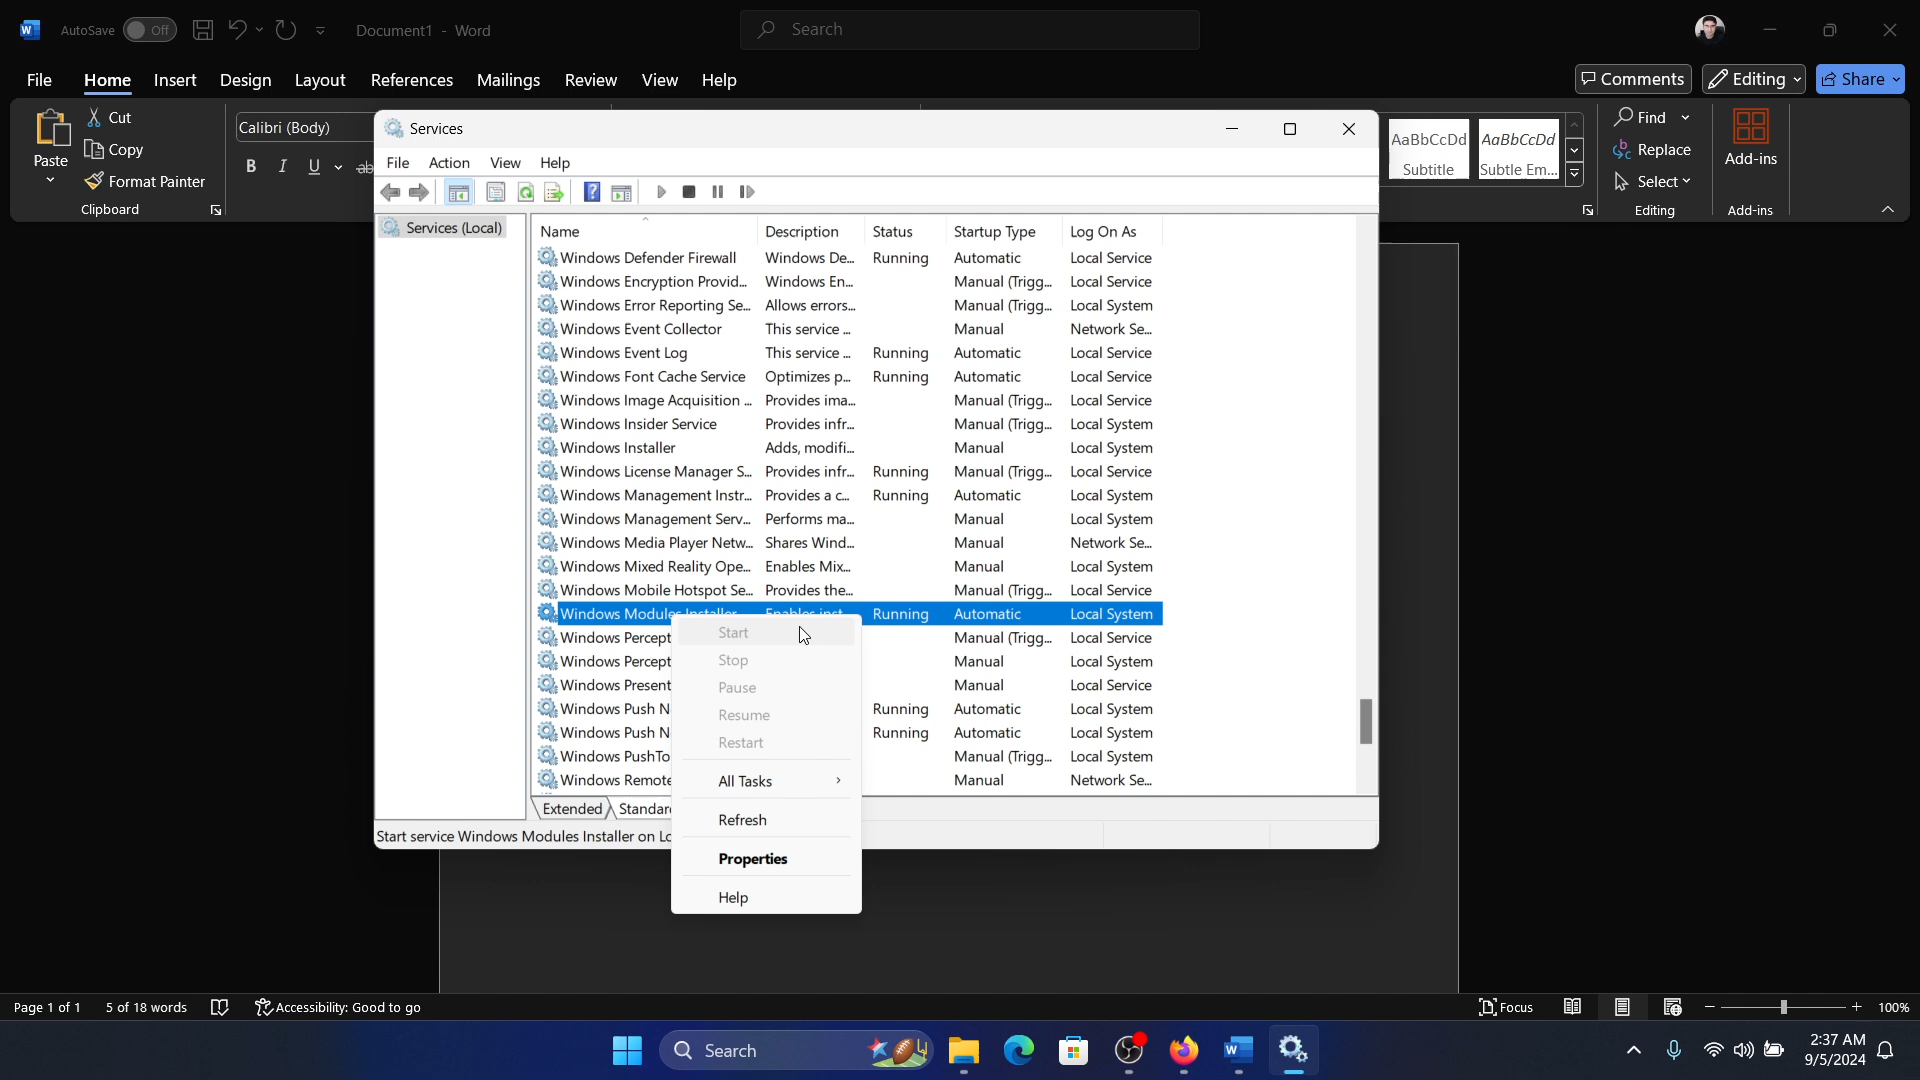 AutoSave Off Document1 - Word Search
File Home Insert Design Layout References Mailings Review View Help Comments Editing Share
Paste
Cut
Copy
Format Painter
Clipboard
Calibri (Body)
B I U ab
AaBbCcDd AaBbCcDd
Subtitle Subtle Em...
Find
Replace
Select
Editing
Add-ins
Add-ins
Services
File Action View Help
Services (Local)
Name Description Status Startup Type Log On As
Windows Defender Firewall Windows De... Running Automatic Local Service
Windows Encryption Provid... Windows En... Manual (Trigg... Local Service
Windows Error Reporting Se... Allows errors... Manual (Trigg... Local System
Windows Event Collector This service ... Manual Network Se...
Windows Event Log This service ... Running Automatic Local Service
Windows Font Cache Service Optimizes p... Running Automatic Local Service
Windows Image Acquisition ... Provides ima... Manual (Trigg... Local Service
Windows Insider Service Provides infr... Manual (Trigg... Local System
Windows Installer Adds, modifi... Manual Local System
Windows License Manager S... Provides infr... Running Manual (Trigg... Local Service
Windows Management Instr... Provides a c... Running Automatic Local System
Windows Management Serv... Performs ma... Manual Local System
Windows Media Player Netw... Shares Wind... Manual Network Se...
Windows Mixed Reality Ope... Enables Mix... Manual Local System
Windows Mobile Hotspot Se... Provides the... Manual (Trigg... Local Service
Windows Modules Installer Enables inst... Running Automatic Local System
Windows Percept Manual (Trigg... Local Service
Windows Percept Manual Local System
Windows Present Manual Local Service
Windows Push N Running Automatic Local System
Windows Push N Running Automatic Local System
Windows PushTo Manual (Trigg... Local System
Windows Remote Manual Network Se...
Start
Stop
Pause
Resume
Restart
All Tasks
Refresh
Properties
Help
Extended Standard
Start service Windows Modules Installer on Lo
Page 1 of 1 5 of 18 words Accessibility: Good to go Focus 100%
Search
2:37 AM
9/5/2024